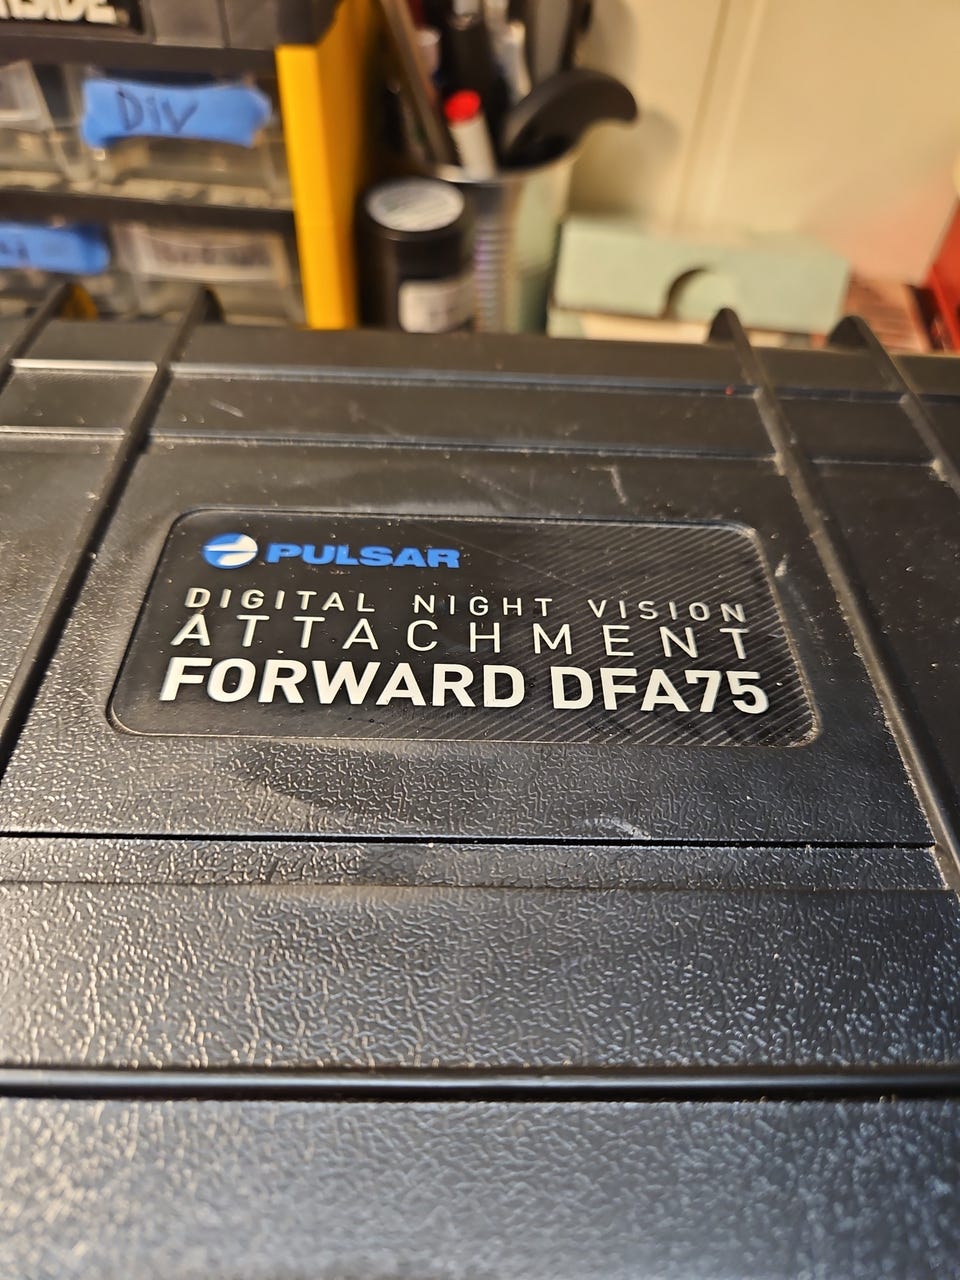 Div
PULSAR
DIGITAL NIGHT VISION
ATTACHMENT
FORWARD DFA75